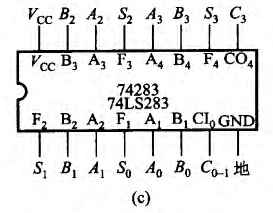 V_CC B_2 A_2 S_2 A_3 B_3 S_3 C_3
V_CC B_3 A_3 F_3 A_4 B_4 F_4 CO_4
74283
74LS283
F_2 B_2 A_2 F_1 A_1 B_1 CI_0 GND
S_1 B_1 A_1 S_0 A_0 B_0 C_0-1 地
(c)